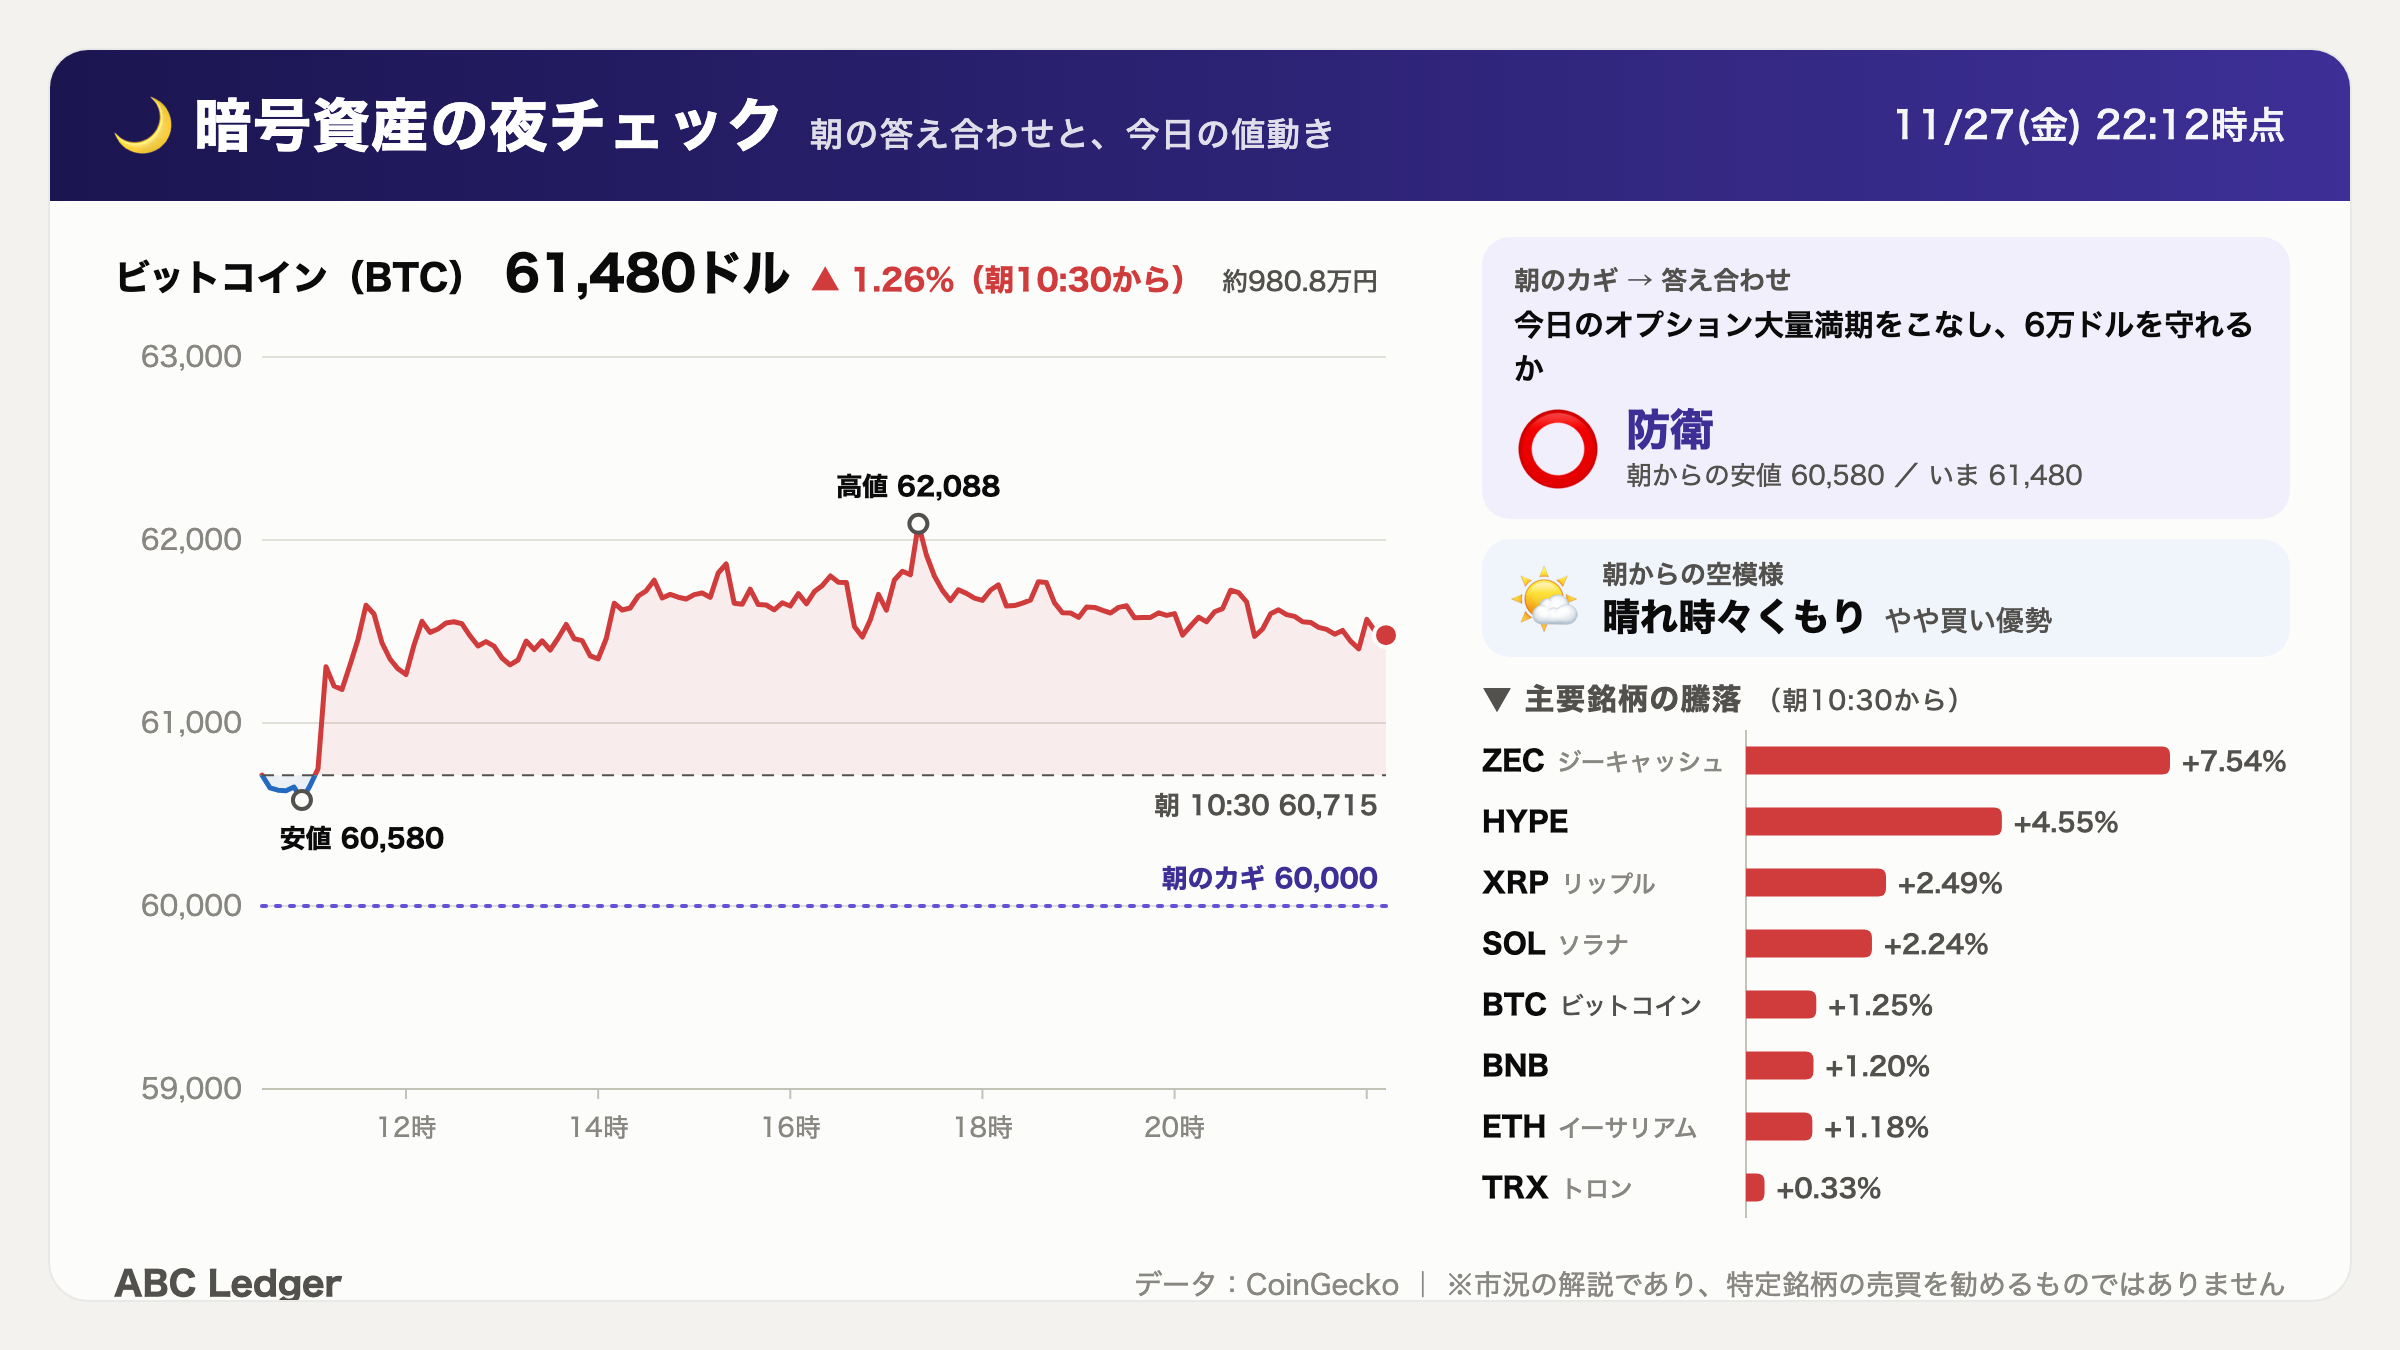 🌙 暗号資産の夜チェック 朝の答え合わせと、今日の値動き
11/27(金) 22:12時点
ビットコイン（BTC） 61,480ドル ▲ 1.26%（朝10:30から） 約980.8万円
63,000
62,000
61,000
60,000
59,000
高値 62,088
安値 60,580
朝 10:30 60,715
朝のカギ 60,000
12時
14時
16時
18時
20時
朝のカギ → 答え合わせ
今日のオプション大量満期をこなし、6万ドルを守れる
か
⭕ 防衛
朝からの安値 60,580 ／ いま 61,480
朝からの空模様
晴れ時々くもり やや買い優勢
▼ 主要銘柄の騰落 （朝10:30から）
ZEC ジーキャッシュ +7.54%
HYPE +4.55%
XRP リップル +2.49%
SOL ソラナ +2.24%
BTC ビットコイン +1.25%
BNB +1.20%
ETH イーサリアム +1.18%
TRX トロン +0.33%
ABC Ledger
データ：CoinGecko ｜ ※市況の解説であり、特定銘柄の売買を勧めるものではありません